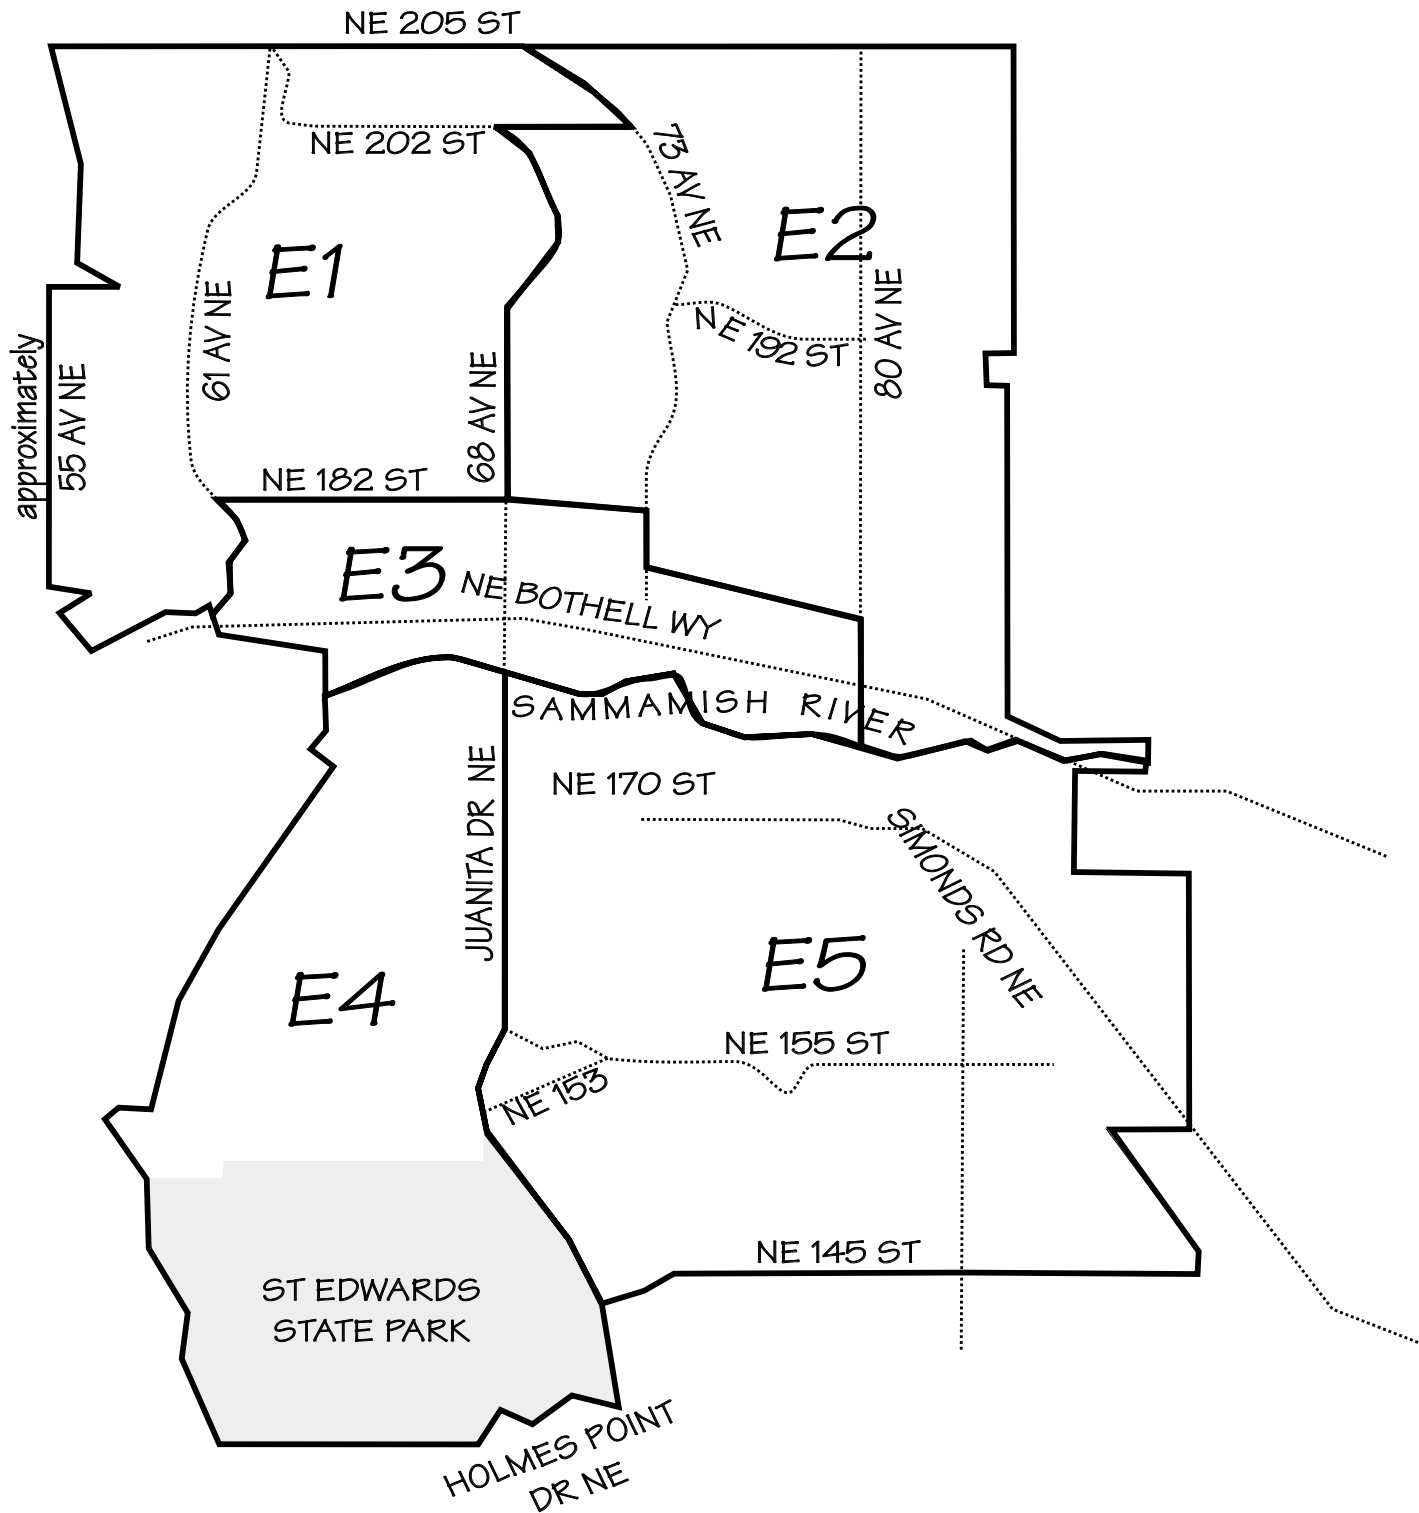 NE 205 ST
NE 202 ST
73 AV NE
E2
E1
61 AV NE
80 AV NE
NE 192 ST
approximately
55 AV NE
68 AV NE
NE 182 ST
E3
NE BOTHELL WY
SAMMAMISH RIVER
JUANITA DR NE
NE 170 ST
SIMONDS RD NE
E5
E4
NE 155 ST
NE 153
NE 145 ST
ST EDWARDS
STATE PARK
HOLMES POINT
DR NE